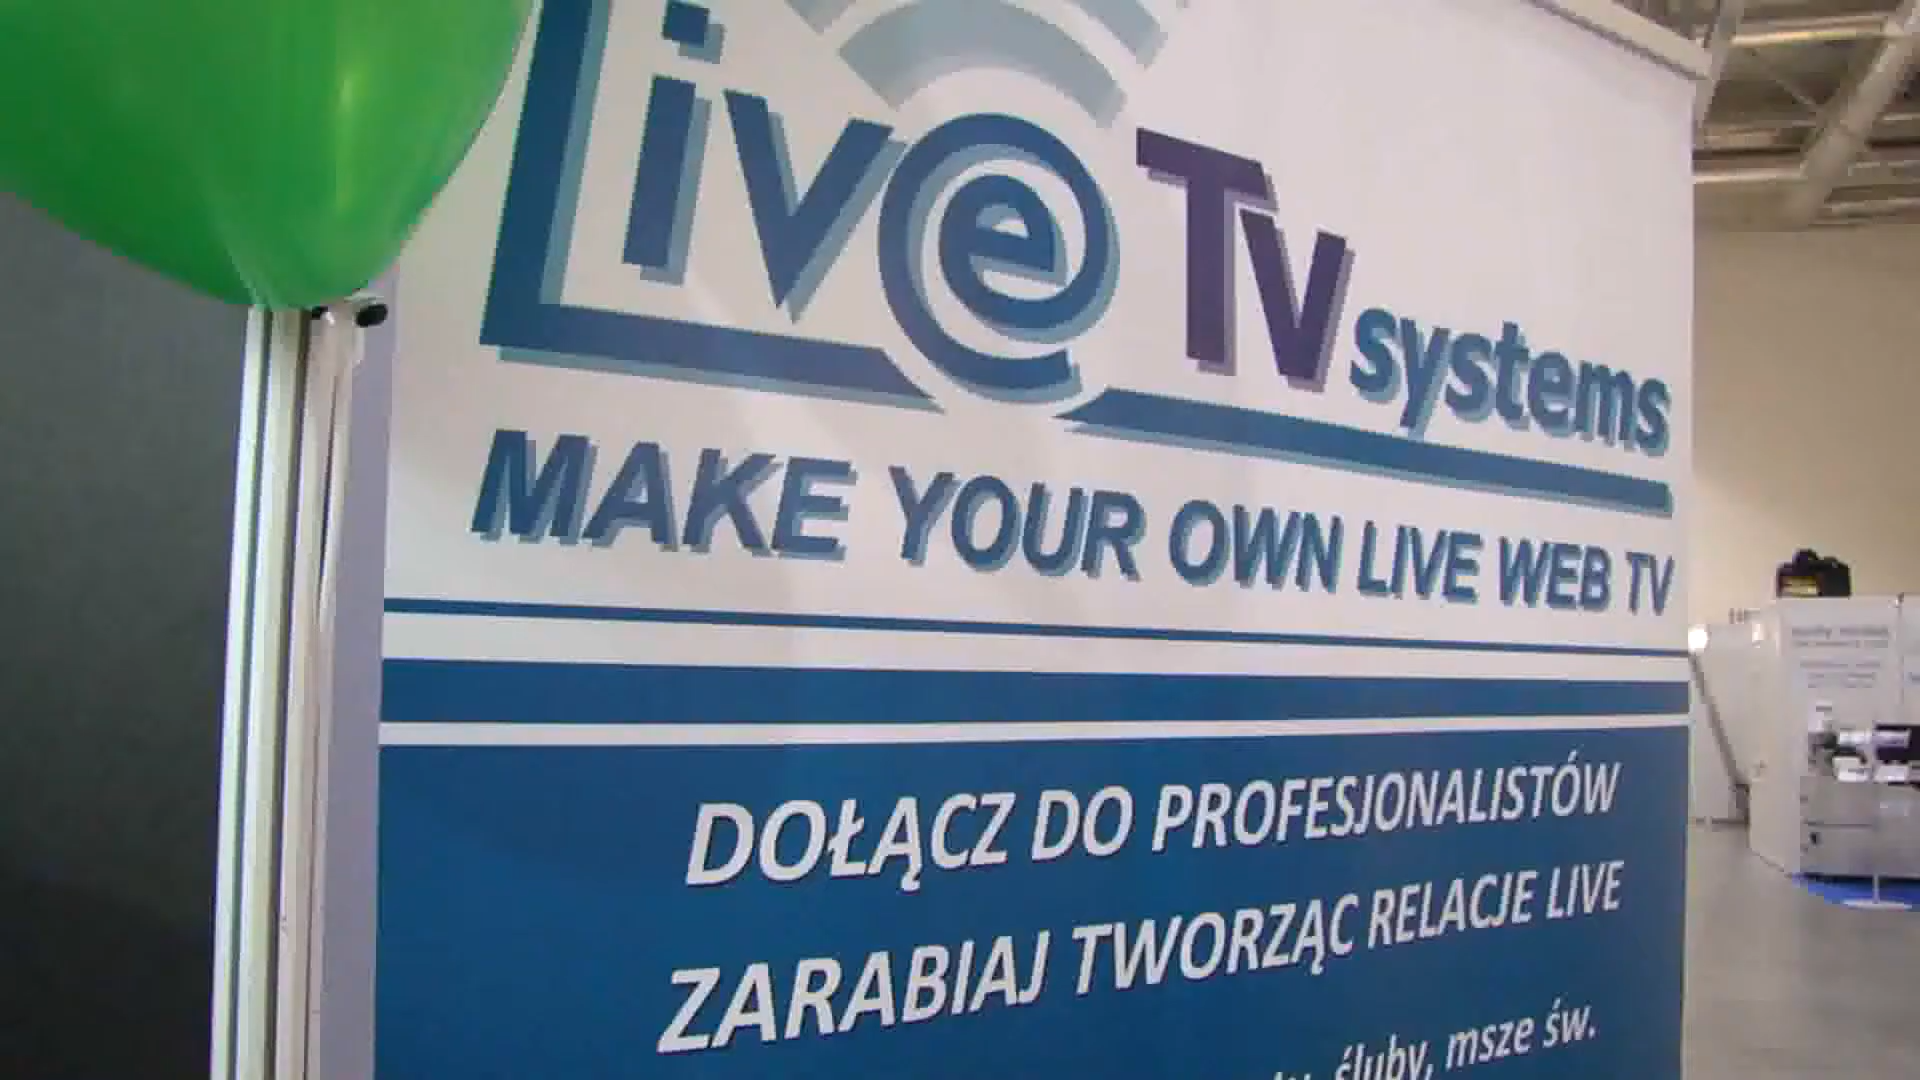 Live Tv systems
MAKE YOUR OWN LIVE WEB TV
DOŁĄCZ DO PROFESJONALISTÓW
ZARABIAJ TWORZĄC RELACJE LIVE
śluby, msze św.